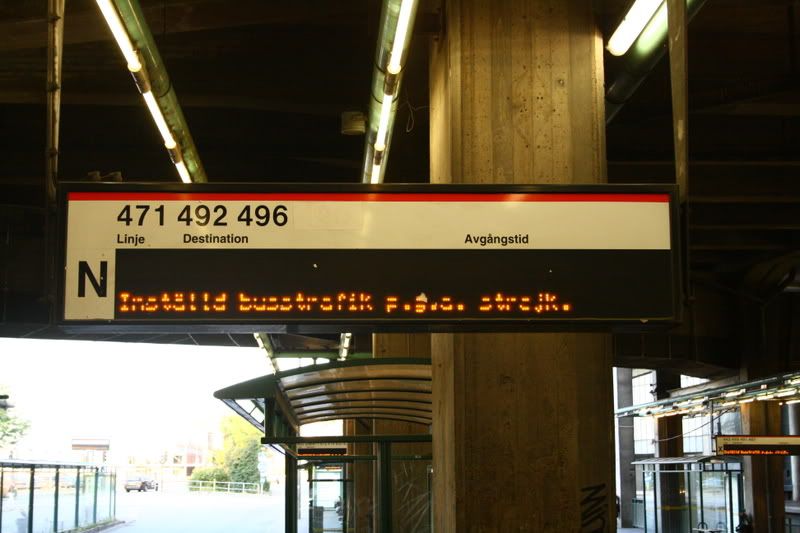 471 492 496
Linje Destination Avgångstid
N
Inställd busstrafik p.g.a. strejk.